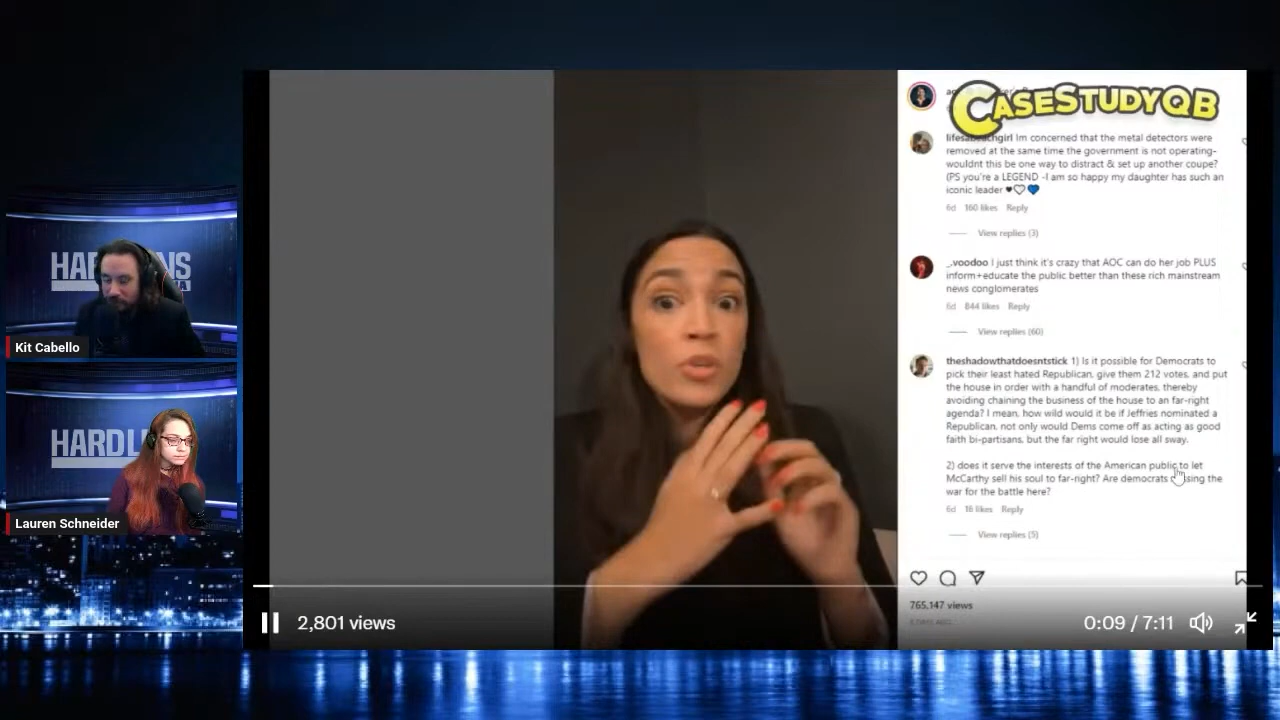 CASESTUDYQB
lifesabeachgirl Im concerned that the metal detectors were
removed at the same time the government is not operating-
wouldnt this be one way to distract & set up another coupe?
(PS you're a LEGEND -I am so happy my daughter has such an
iconic leader ♥🤍💙
6d 160 likes Reply
View replies (3)
_.voodoo I just think it's crazy that AOC can do her job PLUS
inform+educate the public better than these rich mainstream
news conglomerates
6d 844 likes Reply
View replies (60)
theshadowthatdoesntstick 1) Is it possible for Democrats to
pick their least hated Republican, give them 212 votes, and put
the house in order with a handful of moderates, thereby
avoiding chaining the business of the house to an far-right
agenda? I mean, how wild would it be if Jeffries nominated a
Republican, not only would Dems come off as acting as good
faith bi-partisans, but the far right would lose all sway.
2) does it serve the interests of the American public to let
McCarthy sell his soul to far-right? Are democrats the
war for the battle here?
6d 16 likes Reply
View replies (5)
765,147 views
2,801 views
0:09 / 7:11
HA NS
Kit Cabello
HARDL
Lauren Schneider